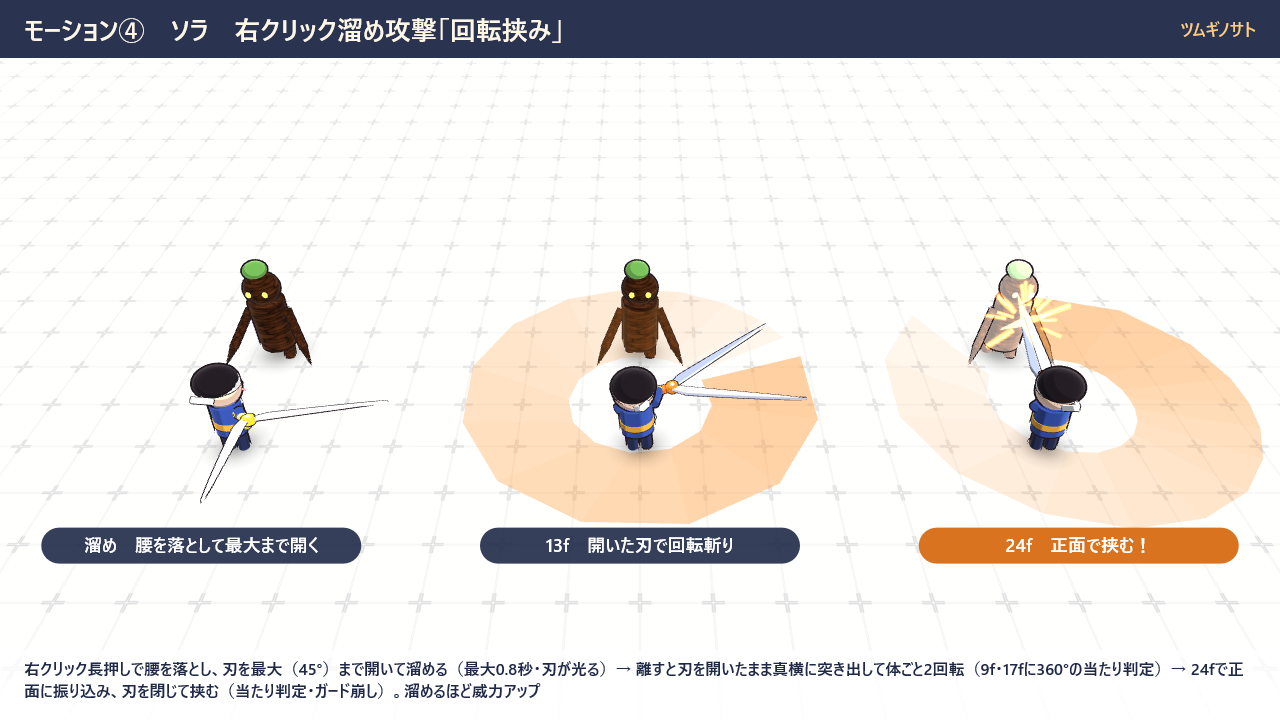 モーション④　ソラ　右クリック溜め攻撃「回転挟み」
ツムギノサト
溜め　腰を落として最大まで開く
13f　開いた刃で回転斬り
24f　正面で挟む！
右クリック長押しで腰を落とし、刃を最大（45°）まで開いて溜める（最大0.8秒・刃が光る）→ 離すと刃を開いたまま真横に突き出して体ごと2回転（9f・17fに360°の当たり判定）→ 24fで正
面に振り込み、刃を閉じて挟む（当たり判定・ガード崩し）。溜めるほど威力アップ